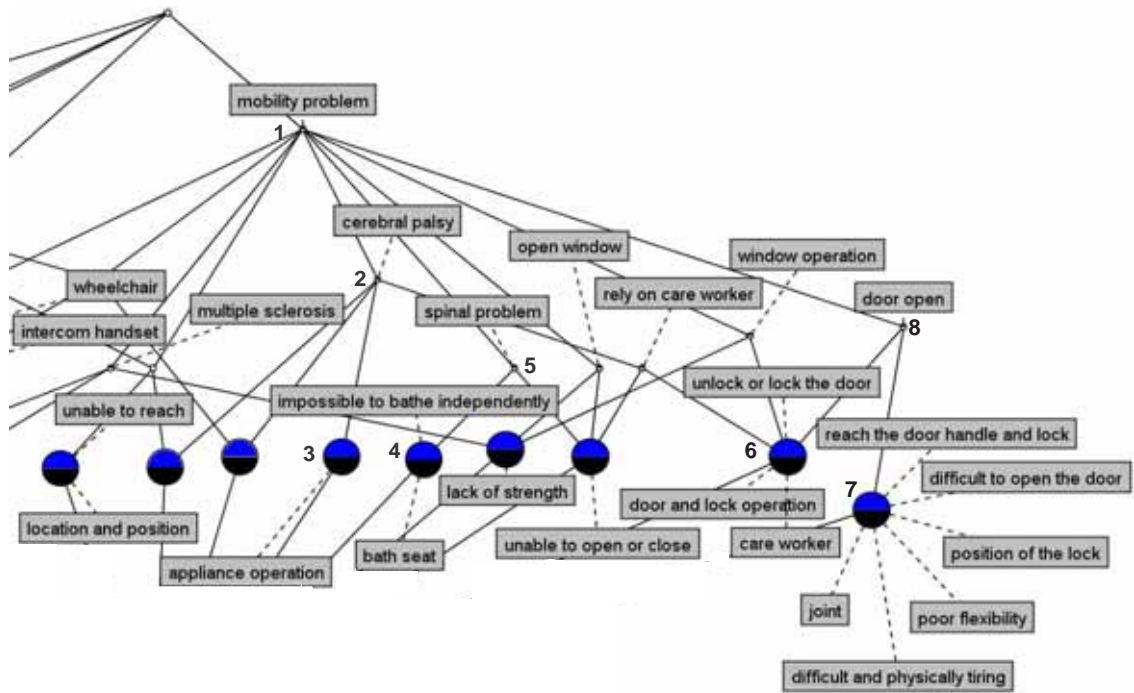 mobility problem
1
cerebral palsy
open window
window operation
2
wheelchair
rely on care worker
door open
multiple sclerosis
spinal problem
8
intercom handset
5
unlock or lock the door
unable to reach
impossible to bathe independently
reach the door handle and lock
3
4
6
difficult to open the door
7
lack of strength
door and lock operation
location and position
unable to open or close
care worker
position of the lock
bath seat
appliance operation
joint
poor flexibility
difficult and physically tiring